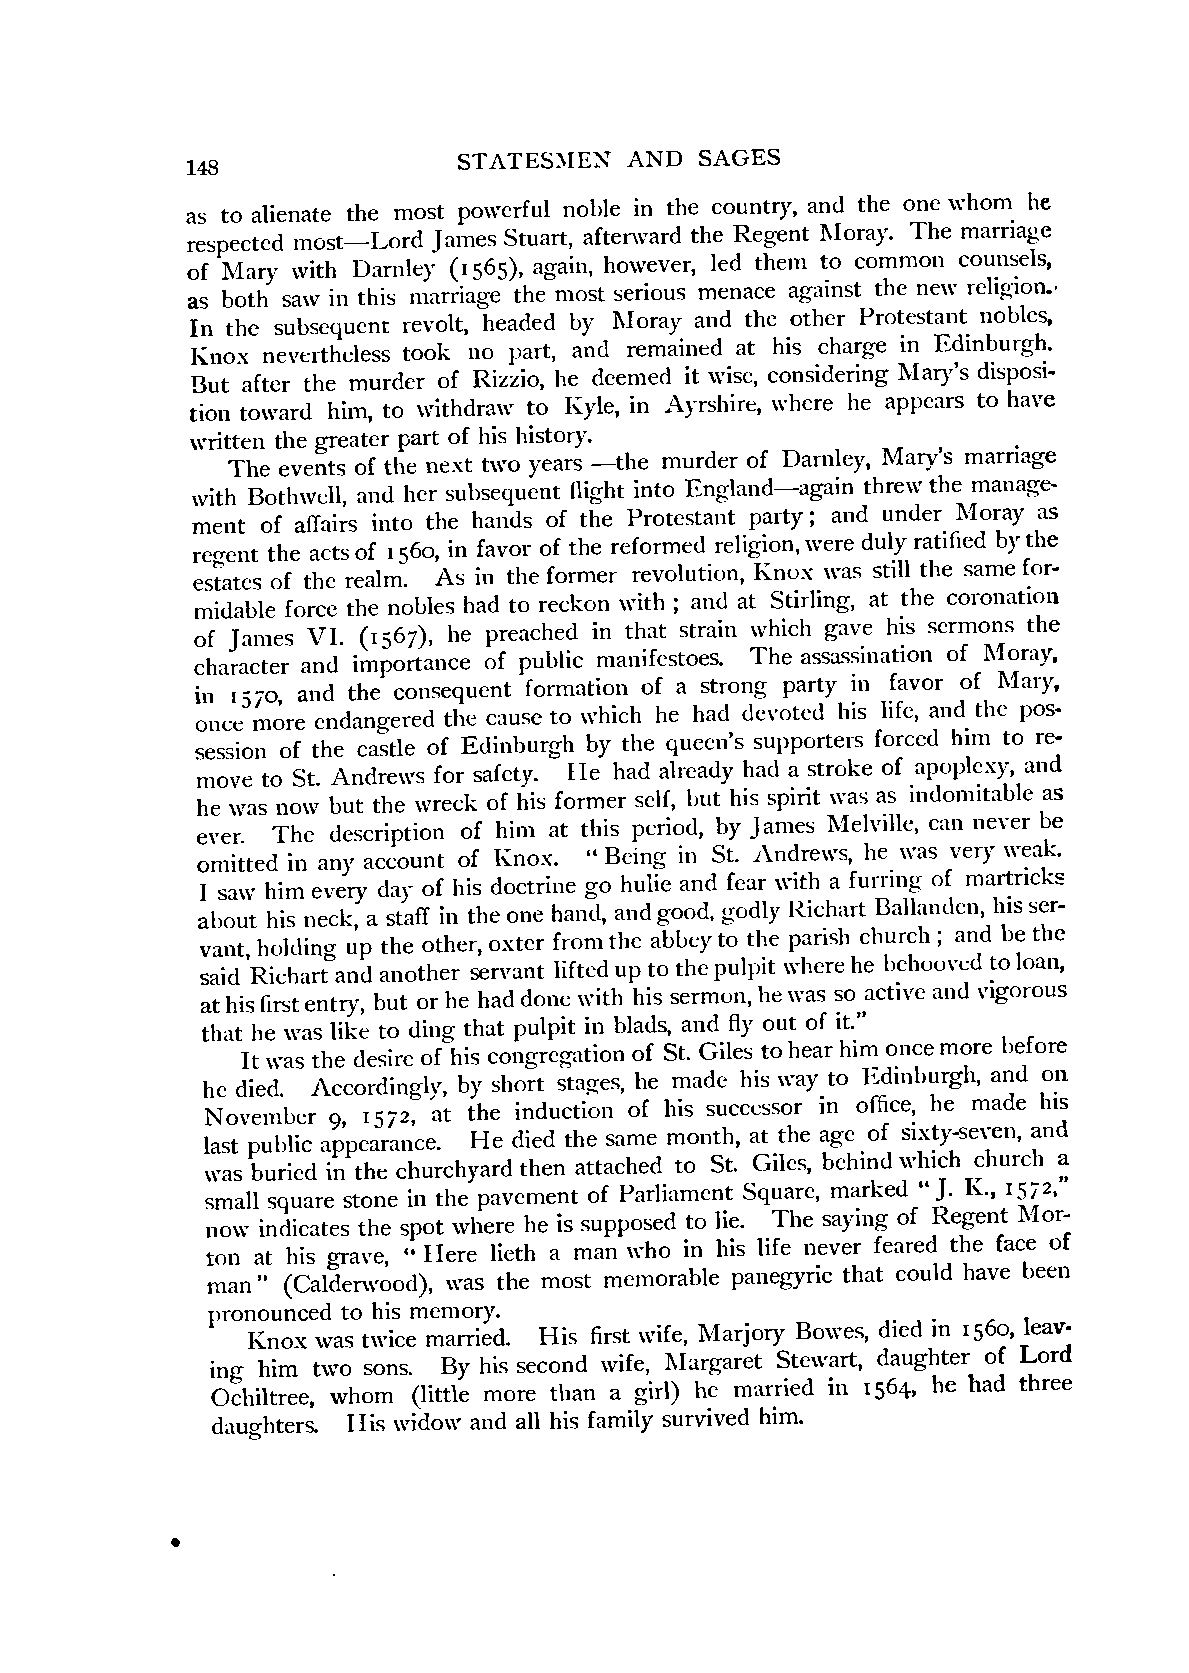 148 STATESMEN AND SAGES
as to alienate the most powerful noble in the country, and the one whom he
respected most—Lord James Stuart, afterward the Regent Moray. The marriage
of Mary with Darnley (1565), again, however, led them to common counsels,
as both saw in this marriage the most serious menace against the new religion.
In the subsequent revolt, headed by Moray and the other Protestant nobles,
Knox nevertheless took no part, and remained at his charge in Edinburgh.
But after the murder of Rizzio, he deemed it wise, considering Mary's disposi-
tion toward him, to withdraw to Kyle, in Ayrshire, where he appears to have
written the greater part of his history.
The events of the next two years —the murder of Darnley, Mary's marriage
with Bothwell, and her subsequent flight into England—again threw the manage-
ment of affairs into the hands of the Protestant party; and under Moray as
regent the acts of 1560, in favor of the reformed religion, were duly ratified by the
estates of the realm. As in the former revolution, Knox was still the same for-
midable force the nobles had to reckon with; and at Stirling, at the coronation
of James VI. (1567), he preached in that strain which gave his sermons the
character and importance of public manifestoes. The assassination of Moray,
in 1570, and the consequent formation of a strong party in favor of Mary,
once more endangered the cause to which he had devoted his life, and the pos-
session of the castle of Edinburgh by the queen's supporters forced him to re-
move to St. Andrews for safety. He had already had a stroke of apoplexy, and
he was now but the wreck of his former self, but his spirit was as indomitable as
ever. The description of him at this period, by James Melville, can never be
omitted in any account of Knox. "Being in St. Andrews, he was very weak.
I saw him every day of his doctrine go hulie and fear with a furring of martricks
about his neck, a staff in the one hand, and good, godly Richart Ballanden, his ser-
vant, holding up the other, oxter from the abbey to the parish church; and be the
said Richart and another servant lifted up to the pulpit where he behooved to loan,
at his first entry, but or he had done with his sermon, he was so active and vigorous
that he was like to ding that pulpit in blads, and fly out of it."
It was the desire of his congregation of St. Giles to hear him once more before
he died. Accordingly, by short stages, he made his way to Edinburgh, and on
November 9, 1572, at the induction of his successor in office, he made his
last public appearance. He died the same month, at the age of sixty-seven, and
was buried in the churchyard then attached to St. Giles, behind which church a
small square stone in the pavement of Parliament Square, marked "J. K., 1572,"
now indicates the spot where he is supposed to lie. The saying of Regent Mor-
ton at his grave, "Here lieth a man who in his life never feared the face of
man" (Calderwood), was the most memorable panegyric that could have been
pronounced to his memory.
Knox was twice married. His first wife, Marjory Bowes, died in 1560, leav-
ing him two sons. By his second wife, Margaret Stewart, daughter of Lord
Ochiltree, whom (little more than a girl) he married in 1564, he had three
daughters. His widow and all his family survived him.